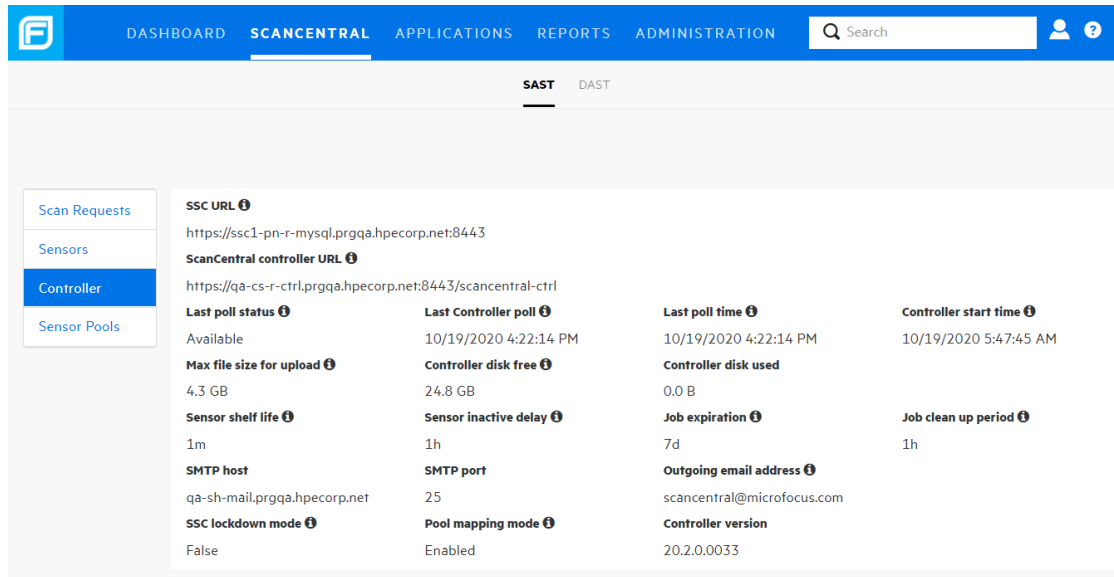 DASHBOARD SCANCENTRAL APPLICATIONS REPORTS ADMINISTRATION Search
SAST DAST
Scan Requests
Sensors
Controller
Sensor Pools
SSC URL
https://ssc1-pn-r-mysql.prgqa.hpecorp.net:8443
ScanCentral controller URL
https://qa-cs-r-ctrl.prgqa.hpecorp.net:8443/scancentral-ctrl
Last poll status Last Controller poll Last poll time Controller start time
Available 10/19/2020 4:22:14 PM 10/19/2020 4:22:14 PM 10/19/2020 5:47:45 AM
Max file size for upload Controller disk free Controller disk used
4.3 GB 24.8 GB 0.0 B
Sensor shelf life Sensor inactive delay Job expiration Job clean up period
1m 1h 7d 1h
SMTP host SMTP port Outgoing email address
qa-sh-mail.prgqa.hpecorp.net 25 scancentral@microfocus.com
SSC lockdown mode Pool mapping mode Controller version
False Enabled 20.2.0.0033